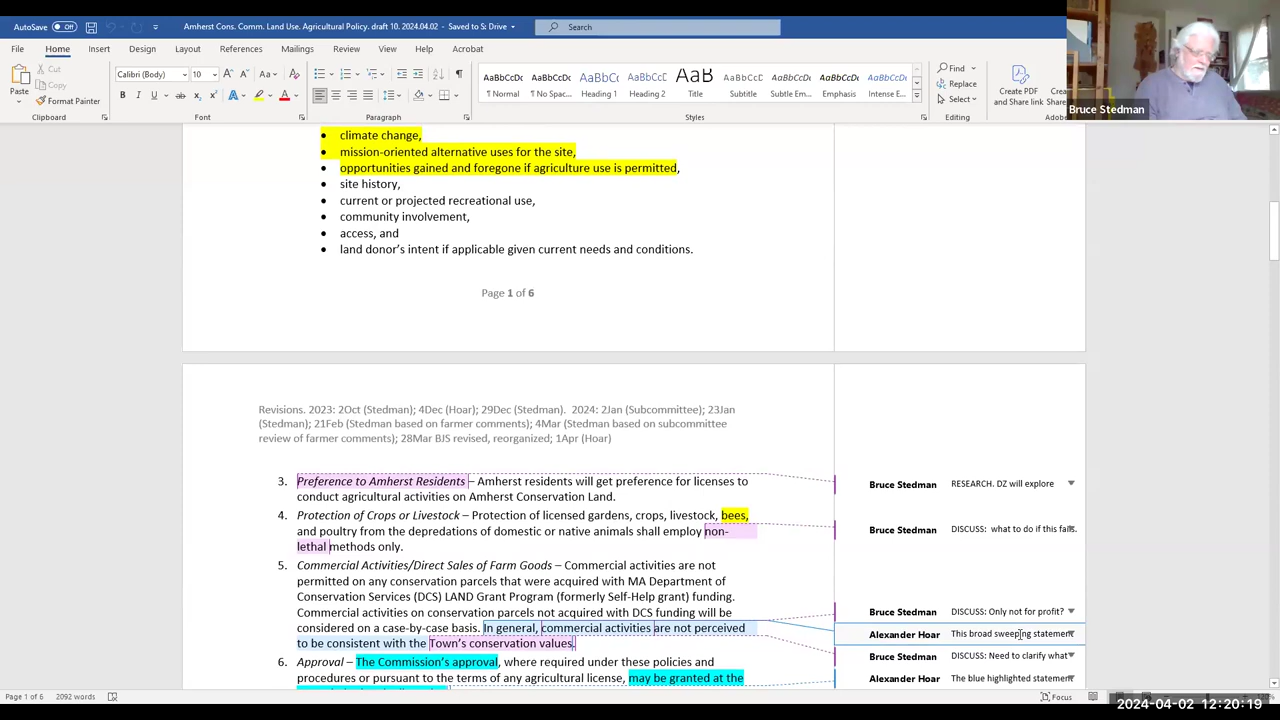 AutoSave Off
Amherst Cons. Comm. Land Use. Agricultural Policy. draft 10. 2024.04.02 - Saved to S: Drive
Search
File Home Insert Design Layout References Mailings Review View Help Acrobat
Paste
Cut
Copy
Format Painter
Clipboard
Calibri (Body) 10
Font
Paragraph
AaBbCcDc AaBbCcDc AaBbCc AaBbCcD AaB AaBbCcD AaBbCcDc AaBbCcDc AaBbCcDc
¶ Normal ¶ No Spac... Heading 1 Heading 2 Title Subtitle Subtle Em... Emphasis Intense E...
Styles
Find
Replace
Select
Editing
Create PDF
and Share link
Bruce Stedman
• climate change,
• mission-oriented alternative uses for the site,
• opportunities gained and foregone if agriculture use is permitted,
• site history,
• current or projected recreational use,
• community involvement,
• access, and
• land donor's intent if applicable given current needs and conditions.
Page 1 of 6
Revisions. 2023: 2Oct (Stedman); 4Dec (Hoar); 29Dec (Stedman). 2024: 2Jan (Subcommittee); 23Jan
(Stedman); 21Feb (Stedman based on farmer comments); 4Mar (Stedman based on subcommittee
review of farmer comments); 28Mar BJS revised, reorganized; 1Apr (Hoar)
3. Preference to Amherst Residents – Amherst residents will get preference for licenses to
conduct agricultural activities on Amherst Conservation Land.
4. Protection of Crops or Livestock – Protection of licensed gardens, crops, livestock, bees,
and poultry from the depredations of domestic or native animals shall employ non-
lethal methods only.
5. Commercial Activities/Direct Sales of Farm Goods – Commercial activities are not
permitted on any conservation parcels that were acquired with MA Department of
Conservation Services (DCS) LAND Grant Program (formerly Self-Help grant) funding.
Commercial activities on conservation parcels not acquired with DCS funding will be
considered on a case-by-case basis. In general, commercial activities are not perceived
to be consistent with the Town's conservation values.
6. Approval – The Commission's approval, where required under these policies and
procedures or pursuant to the terms of any agricultural license, may be granted at the
Bruce Stedman RESEARCH. DZ will explore
Bruce Stedman DISCUSS: what to do if this fails.
Bruce Stedman DISCUSS: Only not for profit?
Alexander Hoar This broad sweeping statement
Bruce Stedman DISCUSS: Need to clarify what
Alexander Hoar The blue highlighted statement
Page 1 of 6 2092 words
Focus
2024-04-02 12:20:19